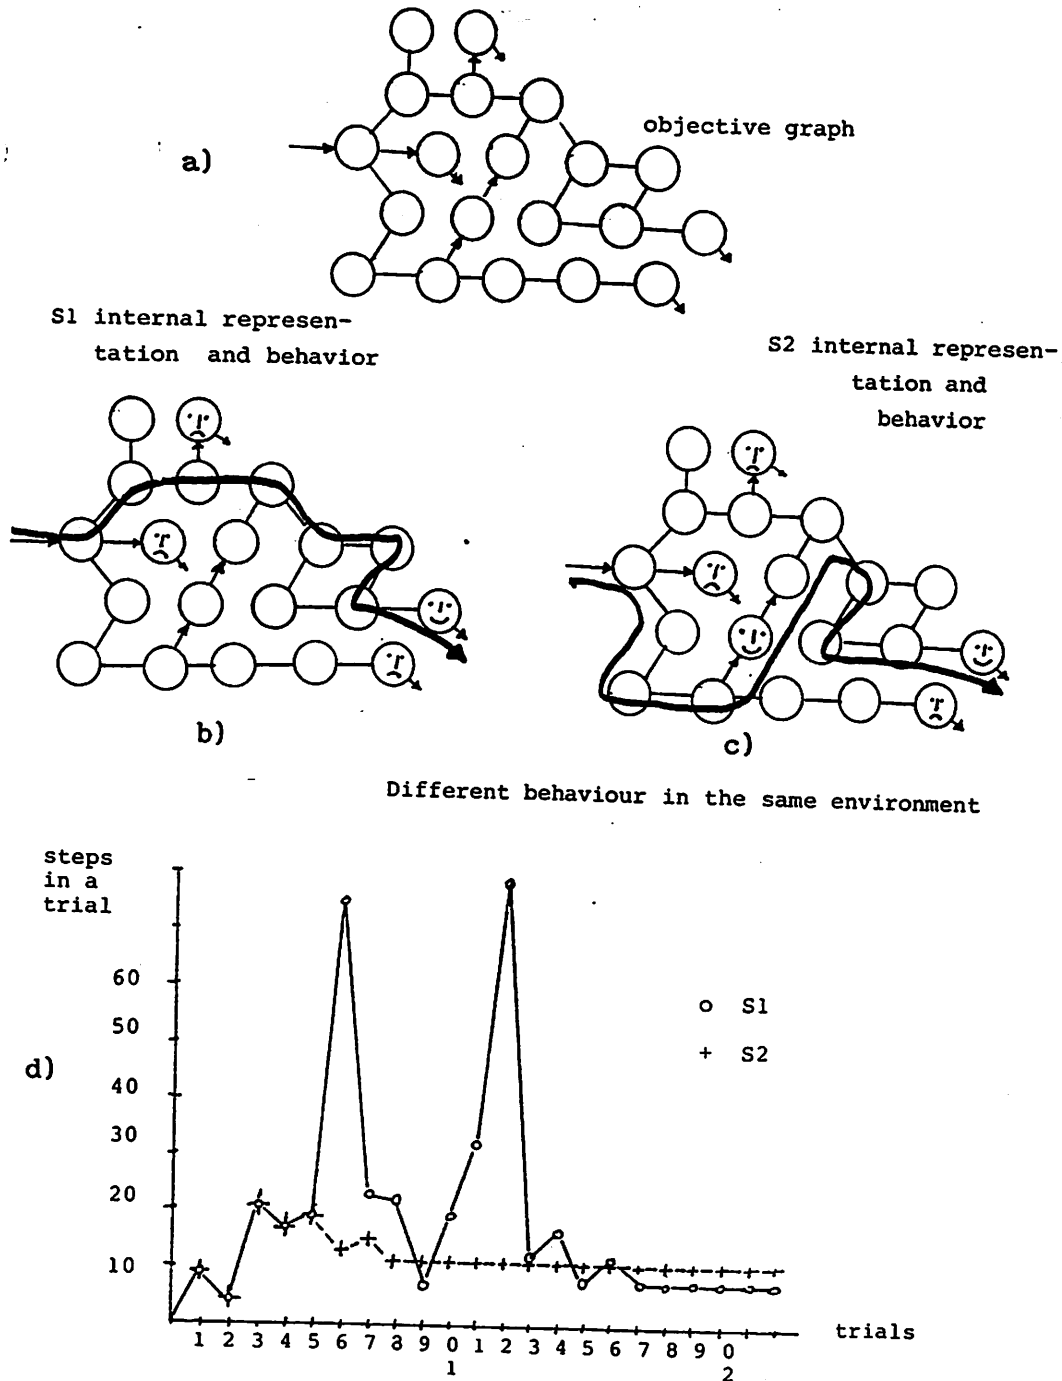 objective graph
a)
S1 internal represen-
tation and behavior
S2 internal represen-
tation and
behavior
b)
c)
Different behaviour in the same environment
steps
in a
trial
60
50
40
30
20
10
d)
o S1
+ S2
1 2 3 4 5 6 7 8 9 0 1 2 3 4 5 6 7 8 9 0
1 2
trials